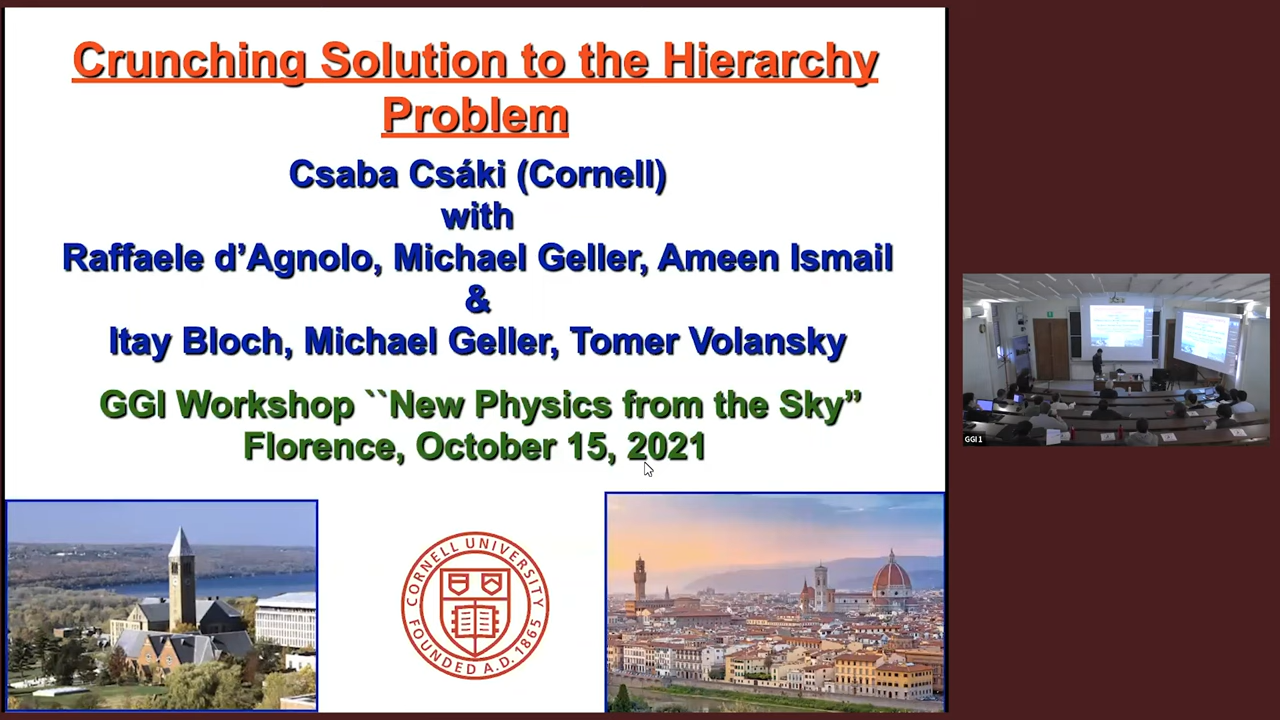 Crunching Solution to the Hierarchy
Problem
Csaba Csáki (Cornell)
with
Raffaele d’Agnolo, Michael Geller, Ameen Ismail
&
Itay Bloch, Michael Geller, Tomer Volansky
GGI Workshop ``New Physics from the Sky”
Florence, October 15, 2021
CORNELL UNIVERSITY
FOUNDED A.D. 1865
GGI 1